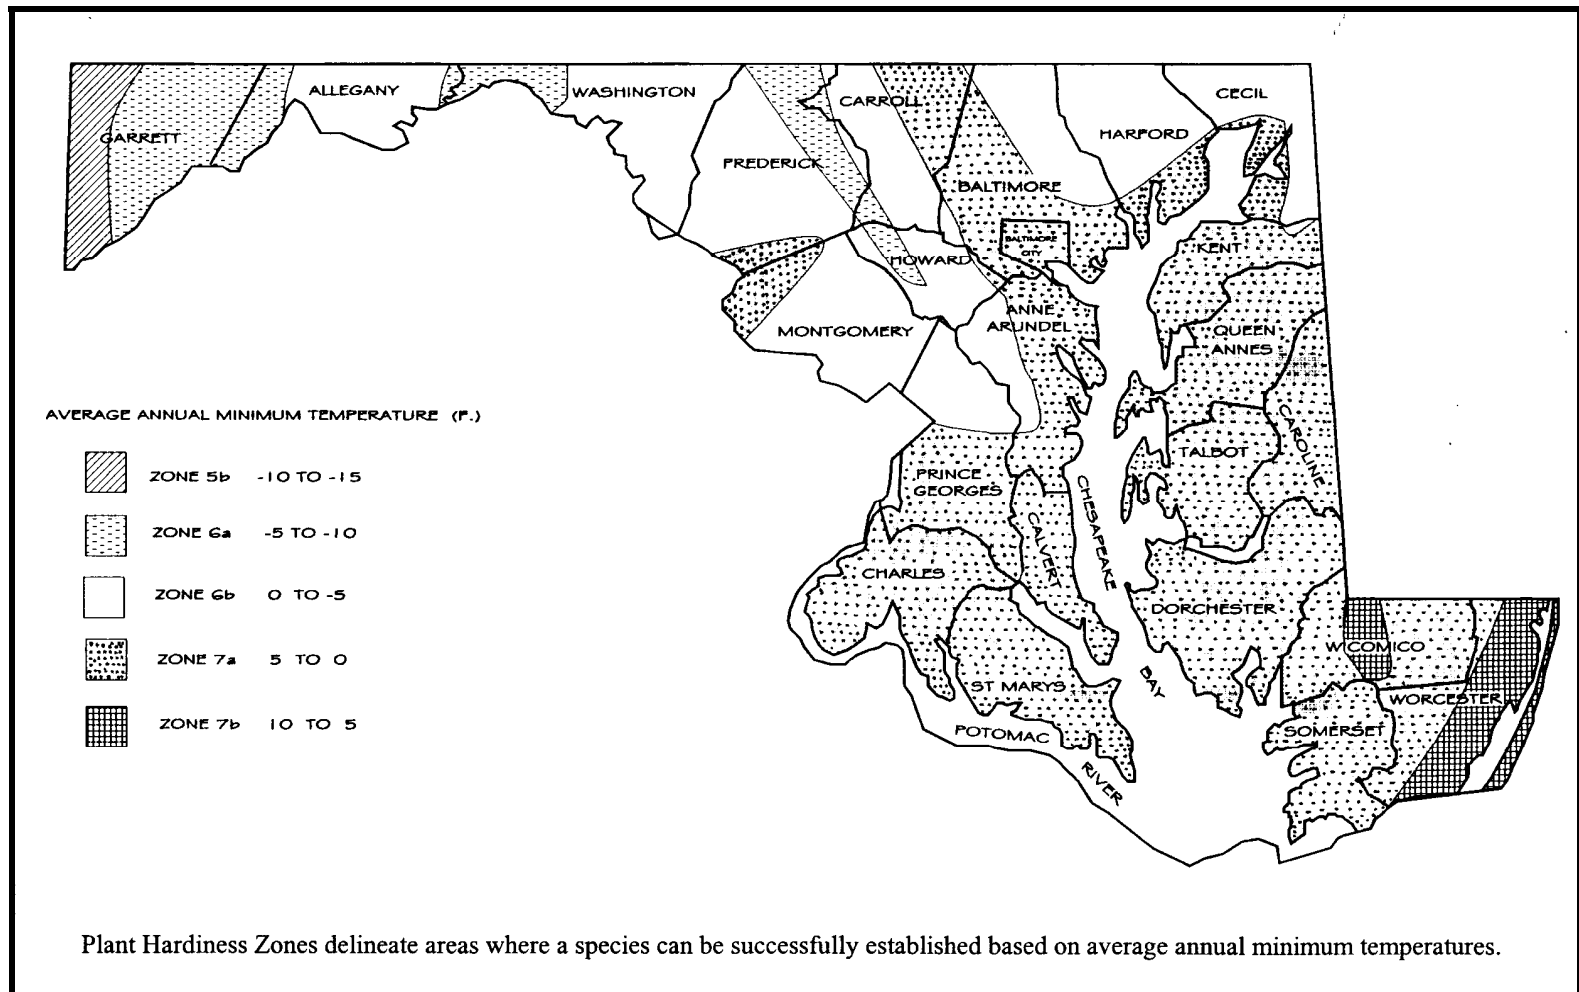 ALLEGANY
WASHINGTON
CARROLL
CECIL
GARRETT
FREDERICK
HARFORD
BALTIMORE
BALTIMORE
CITY
KENT
HOWARD
ANNE
ARUNDEL
MONTGOMERY
QUEEN
ANNES
AVERAGE ANNUAL MINIMUM TEMPERATURE (F.)
ZONE 5b -10 TO -15
ZONE 6a -5 TO -10
ZONE 6b 0 TO -5
ZONE 7a 5 TO 0
ZONE 7b 10 TO 5
CAROLINE
TALBOT
PRINCE
GEORGES
CALVERT
CHESAPEAKE
CHARLES
DORCHESTER
WICOMICO
BAY
ST MARYS
WORCESTER
POTOMAC
SOMERSET
RIVER
Plant Hardiness Zones delineate areas where a species can be successfully established based on average annual minimum temperatures.